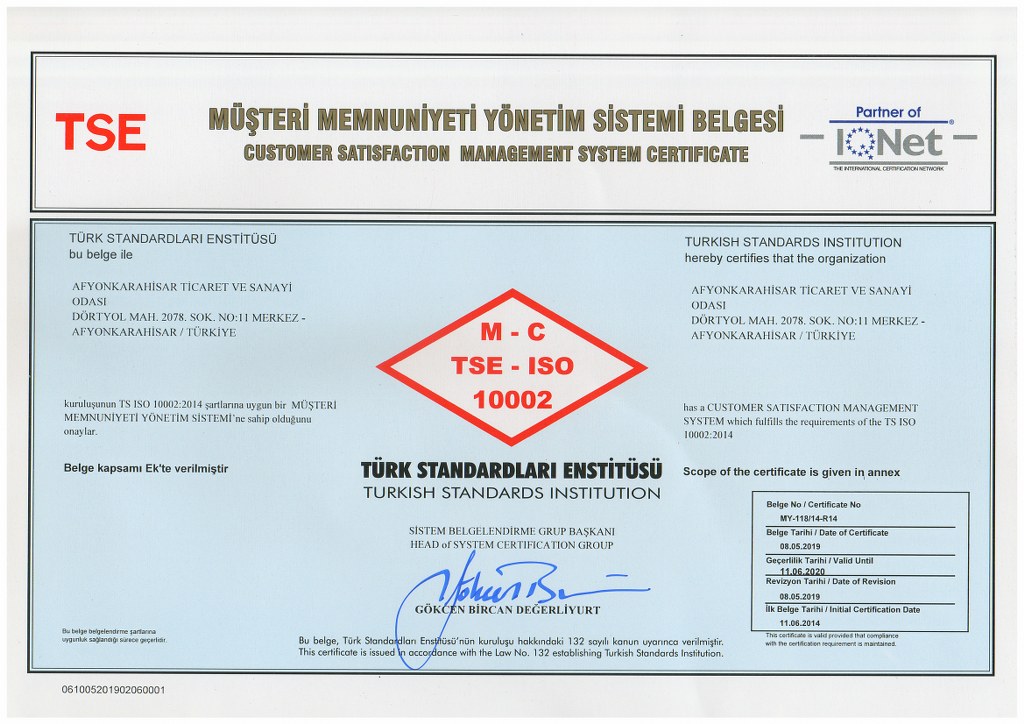 TSE
MÜŞTERİ MEMNUNİYETİ YÖNETİM SİSTEMİ BELGESİ
CUSTOMER SATISFACTION MANAGEMENT SYSTEM CERTIFICATE
Partner of
IQNet®
THE INTERNATIONAL CERTIFICATION NETWORK
TÜRK STANDARDLARI ENSTİTÜSÜ
bu belge ile
AFYONKARAHİSAR TİCARET VE SANAYİ
ODASI
DÖRTYOL MAH. 2078. SOK. NO:11 MERKEZ -
AFYONKARAHİSAR / TÜRKİYE
kuruluşunun TS ISO 10002:2014 şartlarına uygun bir MÜŞTERİ
MEMNUNİYETİ YÖNETİM SİSTEMİ'ne sahip olduğunu
onaylar.
Belge kapsamı Ek'te verilmiştir
TURKISH STANDARDS INSTITUTION
hereby certifies that the organization
AFYONKARAHİSAR TİCARET VE SANAYİ
ODASI
DÖRTYOL MAH. 2078. SOK. NO:11 MERKEZ -
AFYONKARAHİSAR / TÜRKİYE
has a CUSTOMER SATISFACTION MANAGEMENT
SYSTEM which fulfills the requirements of the TS ISO
10002:2014
Scope of the certificate is given in annex
M - C
TSE - ISO
10002
TÜRK STANDARDLARI ENSTİTÜSÜ
TURKISH STANDARDS INSTITUTION
SİSTEM BELGELENDİRME GRUP BAŞKANI
HEAD of SYSTEM CERTIFICATION GROUP
GÖKÇEN BİRCAN DEĞERLİYURT
Belge No / Certificate No
MY-118/14-R14
Belge Tarihi / Date of Certificate
08.05.2019
Geçerlilik Tarihi / Valid Until
11.06.2020
Revizyon Tarihi / Date of Revision
08.05.2019
İlk Belge Tarihi / Initial Certification Date
11.06.2014
This certificate is valid provided that compliance
with the certification requirement is maintained.
Bu belge belgelendirme şartlarına
uygunluk sağlandığı sürece geçerlidir.
Bu belge, Türk Standardları Enstitüsü'nün kuruluşu hakkındaki 132 sayılı kanun uyarınca verilmiştir.
This certificate is issued in accordance with the Law No. 132 establishing Turkish Standards Institution.
061005201902060001